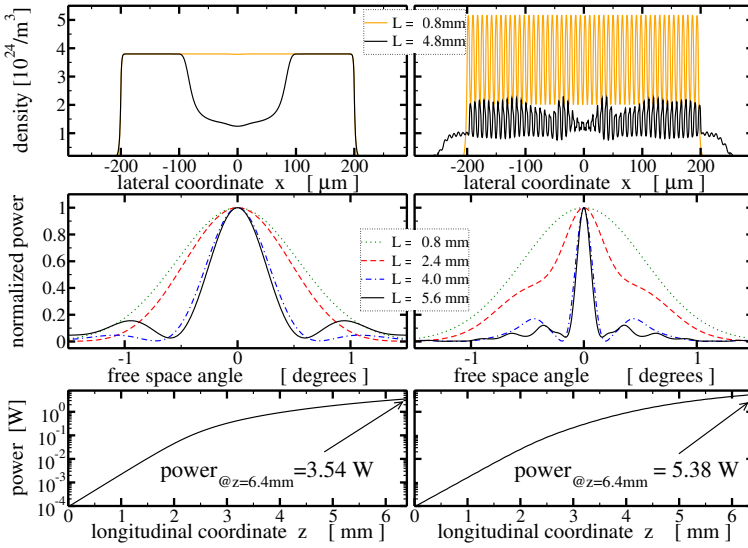 density [10^24/m^3]
5
4
3
2
1
L = 0.8mm
L = 4.8mm
-200 -100 0 100 200
-200 -100 0 100 200
lateral coordinate x [ μm ]
lateral coordinate x [ μm ]
normalized power
1
0.8
0.6
0.4
0.2
0
L = 0.8 mm
L = 2.4 mm
L = 4.0 mm
L = 5.6 mm
-1 0 1
-1 0 1
free space angle [ degrees ]
free space angle [ degrees ]
power [W]
10^0
10^-1
10^-2
10^-3
10^-4
power@z=6.4mm=3.54 W
power@z=6.4mm = 5.38 W
0 1 2 3 4 5 6
0 1 2 3 4 5 6
longitudinal coordinate z [ mm ]
longitudinal coordinate z [ mm ]